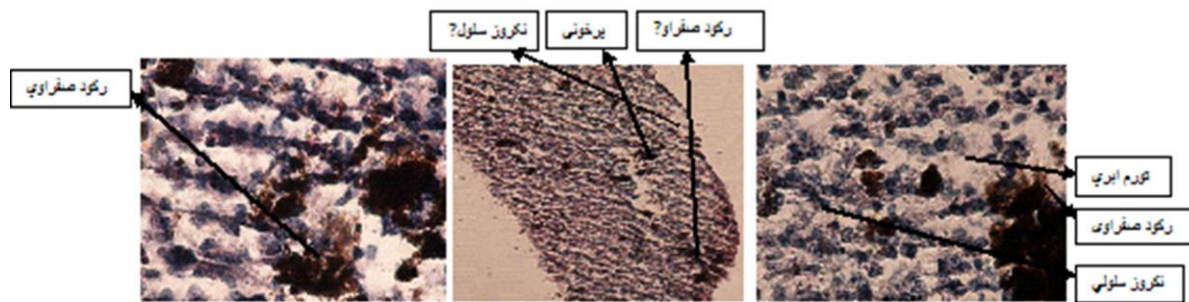 رکود صفراو?
پرخونی
نکروز سلول?
رکود صفراوي
تورم ابري
رکود صفراوی
نکروز سلولي